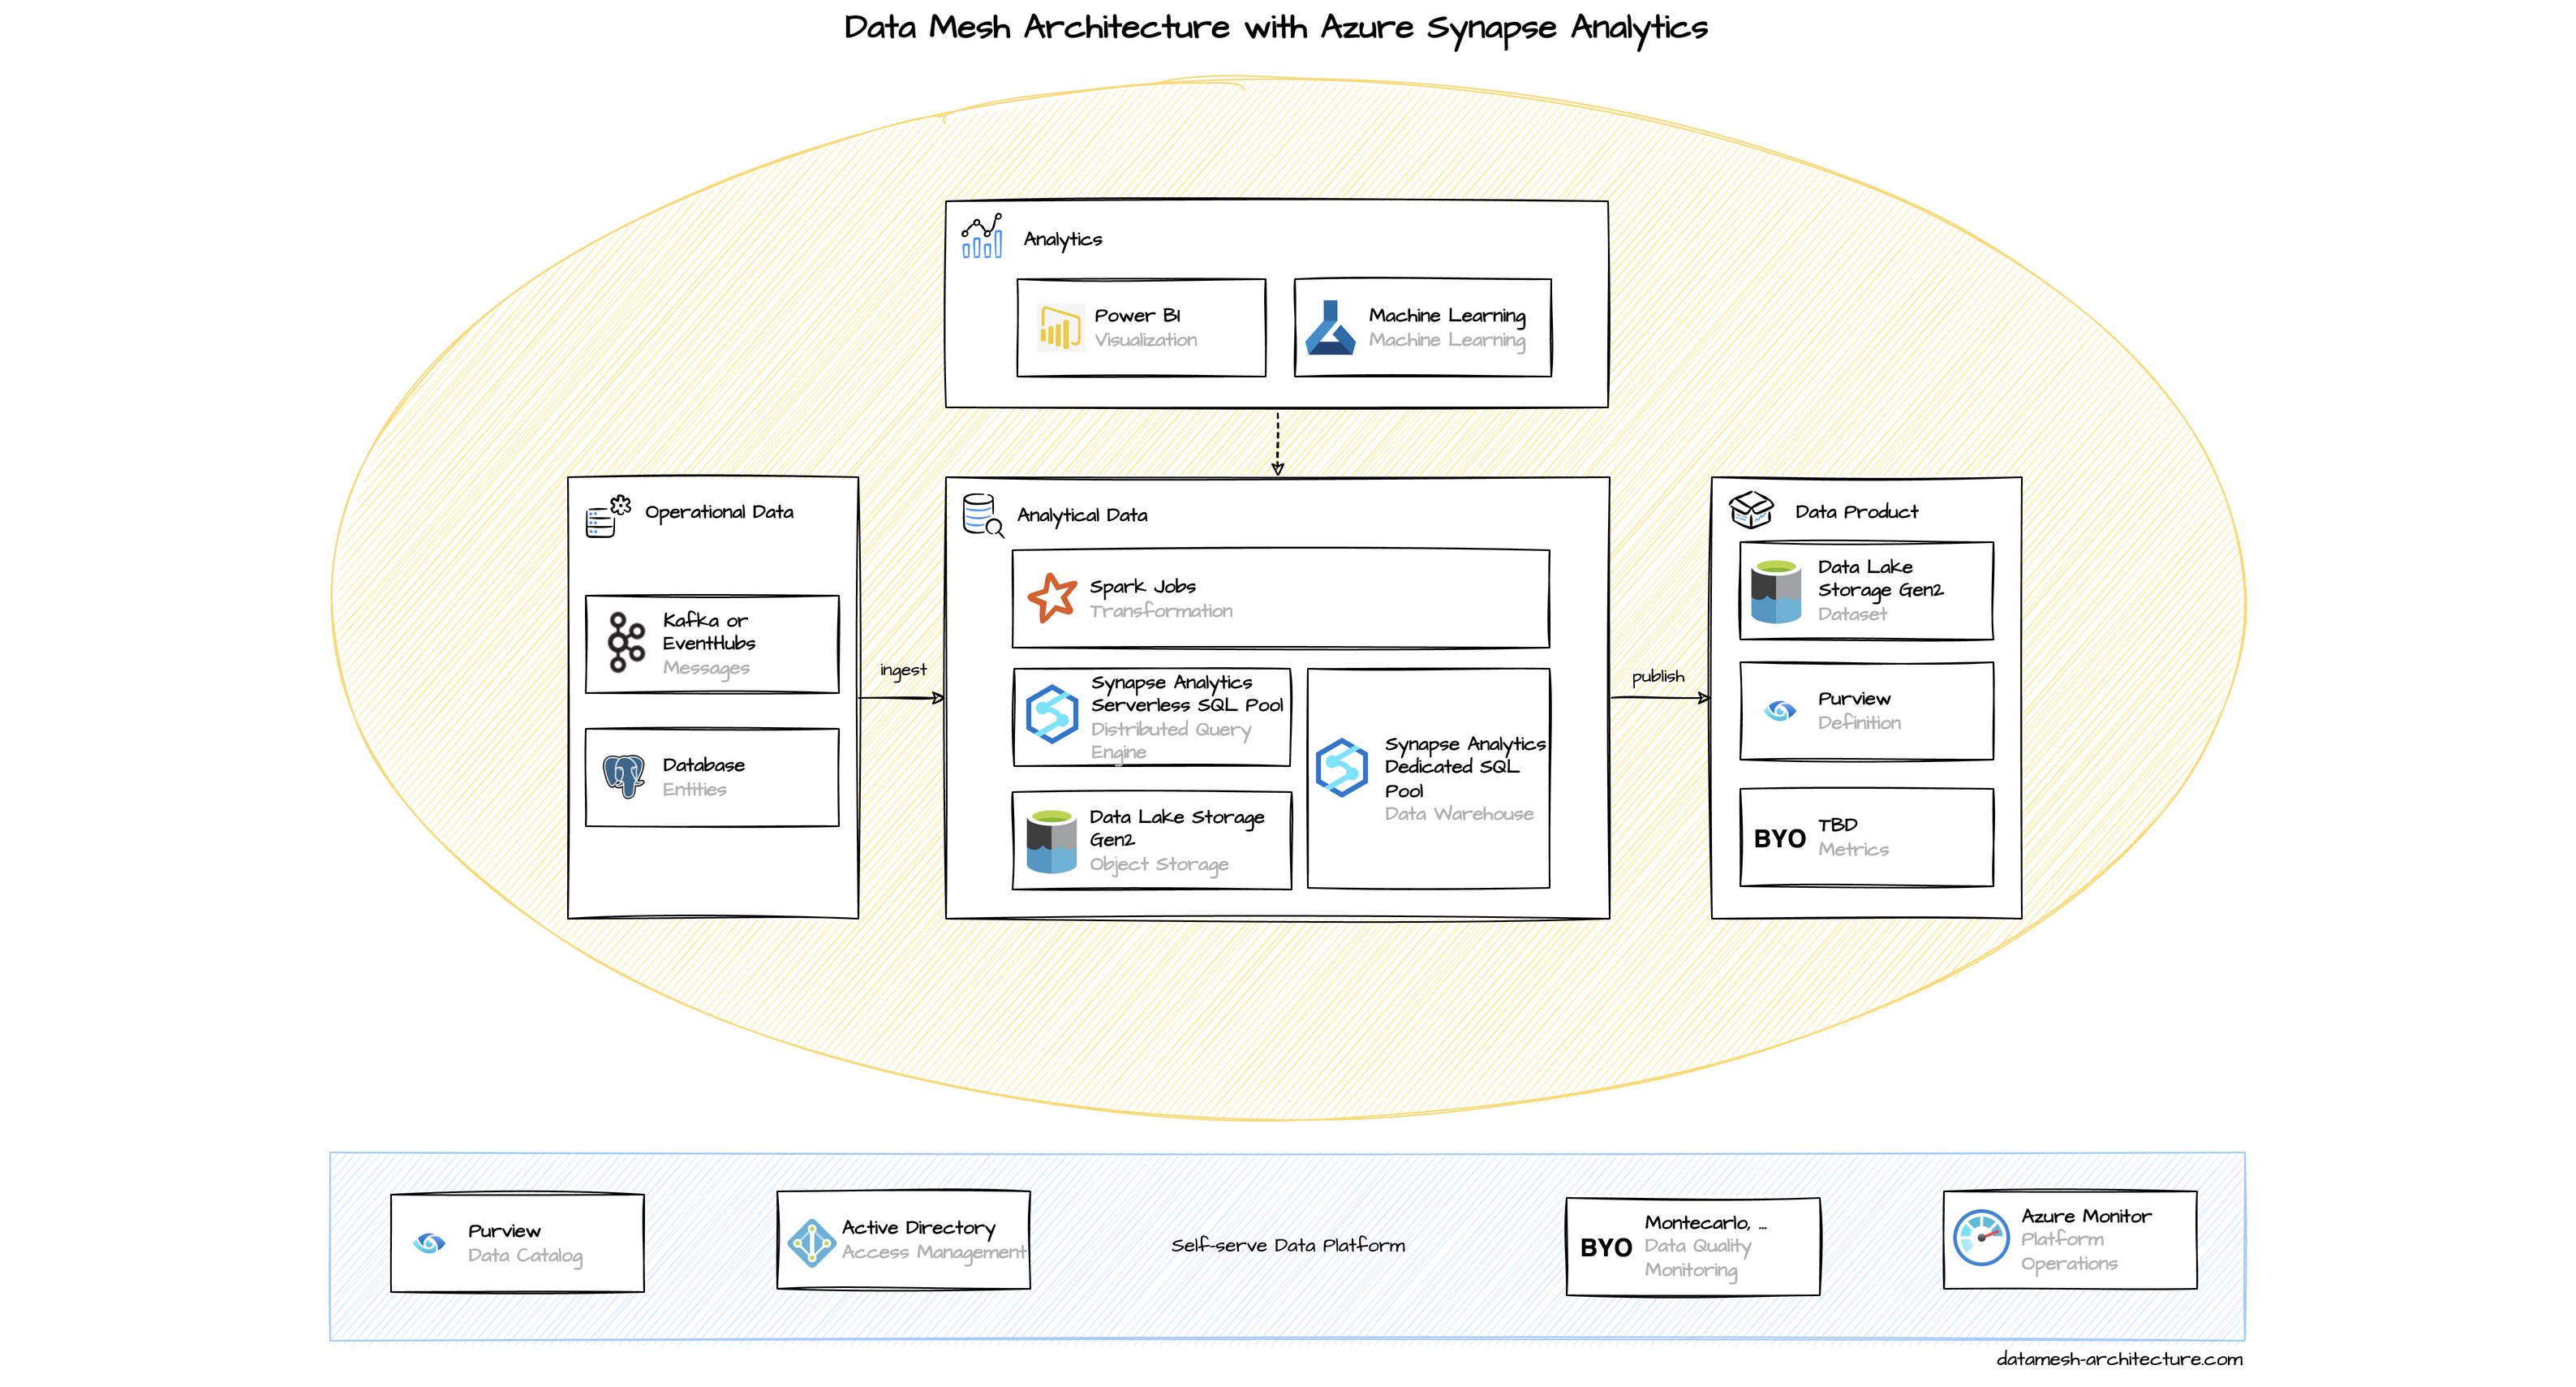 Data Mesh Architecture with Azure Synapse Analytics
Analytics
Power BI
Visualization
Machine Learning
Machine Learning
Operational Data
Kafka or
EventHubs
Messages
Database
Entities
ingest
Analytical Data
Spark Jobs
Transformation
Synapse Analytics
Serverless SQL Pool
Distributed Query
Engine
Data Lake Storage
Gen2
Object Storage
Synapse Analytics
Dedicated SQL
Pool
Data Warehouse
publish
Data Product
Data Lake
Storage Gen2
Dataset
Purview
Definition
BYO
TBD
Metrics
Purview
Data Catalog
Active Directory
Access Management
Self-serve Data Platform
BYO
Montecarlo, ...
Data Quality
Monitoring
Azure Monitor
Platform
Operations
datamesh-architecture.com